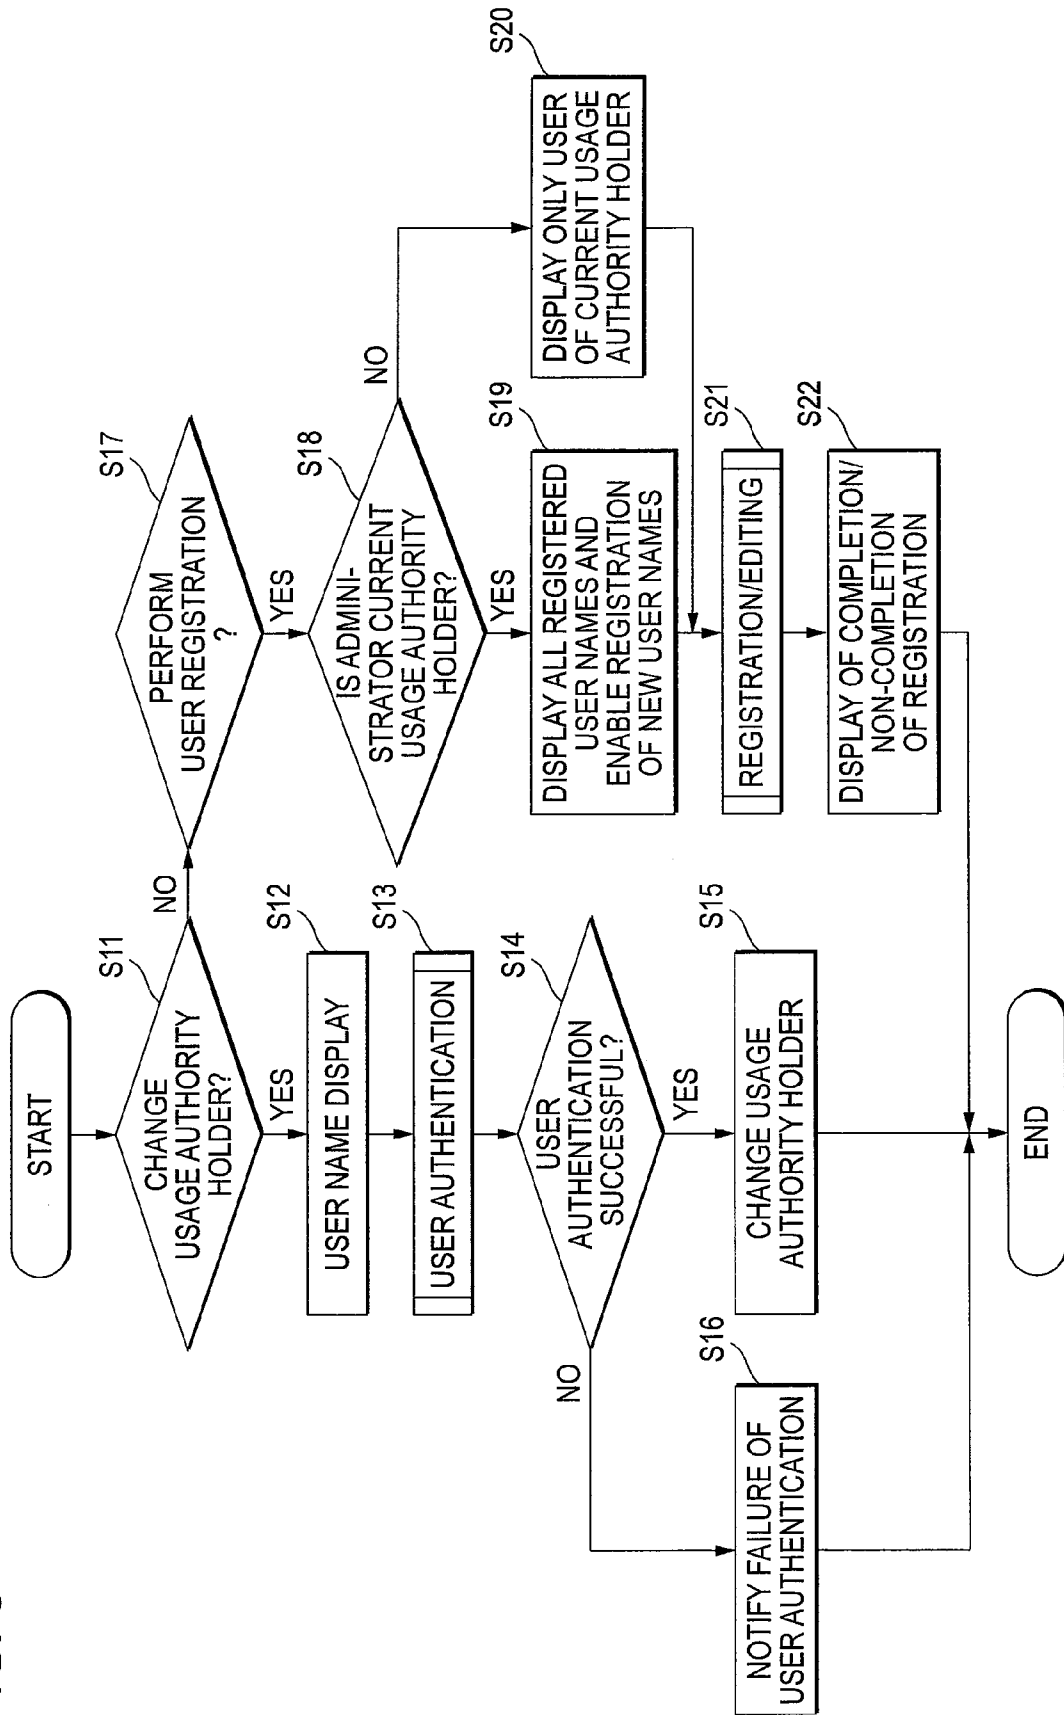 START
S11
CHANGE
USAGE AUTHORITY
HOLDER?
NO
YES
S12
USER NAME DISPLAY
S13
USER AUTHENTICATION
S14
USER
AUTHENTICATION
SUCCESSFUL?
NO
YES
S15
CHANGE USAGE
AUTHORITY HOLDER
S16
NOTIFY FAILURE OF
USER AUTHENTICATION
S17
PERFORM
USER REGISTRATION
?
YES
S18
IS ADMINI-
STRATOR CURRENT
USAGE AUTHORITY
HOLDER?
NO
YES
S19
DISPLAY ALL REGISTERED
USER NAMES AND
ENABLE REGISTRATION
OF NEW USER NAMES
S20
DISPLAY ONLY USER
OF CURRENT USAGE
AUTHORITY HOLDER
S21
REGISTRATION/EDITING
S22
DISPLAY OF COMPLETION/
NON-COMPLETION
OF REGISTRATION
END